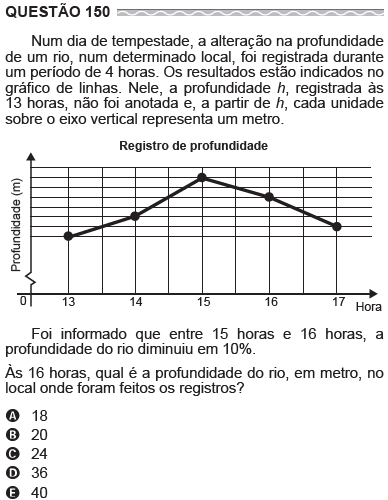 QUESTÃO 150
Num dia de tempestade, a alteração na profundidade
de um rio, num determinado local, foi registrada durante
um período de 4 horas. Os resultados estão indicados no
gráfico de linhas. Nele, a profundidade h, registrada às
13 horas, não foi anotada e, a partir de h, cada unidade
sobre o eixo vertical representa um metro.
Registro de profundidade
Profundidade (m)
0 13 14 15 16 17
Hora
Foi informado que entre 15 horas e 16 horas, a
profundidade do rio diminuiu em 10%.
Às 16 horas, qual é a profundidade do rio, em metro, no
local onde foram feitos os registros?
A 18
B 20
C 24
D 36
E 40